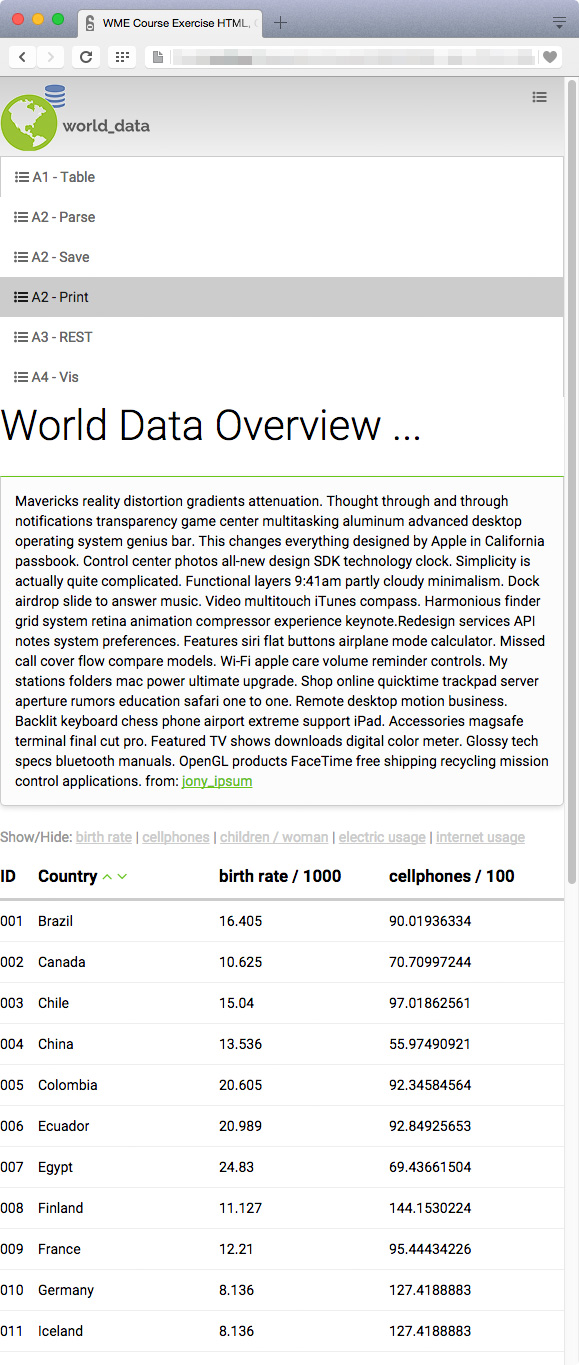 WME Course Exercise HTML,
world_data
A1 - Table
A2 - Parse
A2 - Save
A2 - Print
A3 - REST
A4 - Vis
World Data Overview ...
Mavericks reality distortion gradients attenuation. Thought through and through
notifications transparency game center multitasking aluminum advanced desktop
operating system genius bar. This changes everything designed by Apple in California
passbook. Control center photos all-new design SDK technology clock. Simplicity is
actually quite complicated. Functional layers 9:41am partly cloudy minimalism. Dock
airdrop slide to answer music. Video multitouch iTunes compass. Harmonious finder
grid system retina animation compressor experience keynote.Redesign services API
notes system preferences. Features siri flat buttons airplane mode calculator. Missed
call cover flow compare models. Wi-Fi apple care volume reminder controls. My
stations folders mac power ultimate upgrade. Shop online quicktime trackpad server
aperture rumors education safari one to one. Remote desktop motion business.
Backlit keyboard chess phone airport extreme support iPad. Accessories magsafe
terminal final cut pro. Featured TV shows downloads digital color meter. Glossy tech
specs bluetooth manuals. OpenGL products FaceTime free shipping recycling mission
control applications. from: jony_ipsum
Show/Hide: birth rate | cellphones | children / woman | electric usage | internet usage
ID Country birth rate / 1000 cellphones / 100
001 Brazil 16.405 90.01936334
002 Canada 10.625 70.70997244
003 Chile 15.04 97.01862561
004 China 13.536 55.97490921
005 Colombia 20.605 92.34584564
006 Ecuador 20.989 92.84925653
007 Egypt 24.83 69.43661504
008 Finland 11.127 144.1530224
009 France 12.21 95.44434226
010 Germany 8.136 127.4188883
011 Iceland 8.136 127.4188883